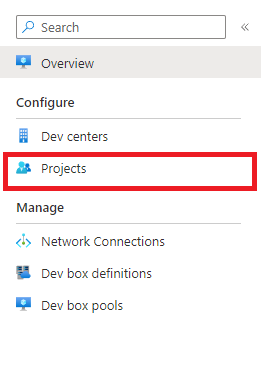 Search
Overview
Configure
Dev centers
Projects
Manage
Network Connections
Dev box definitions
Dev box pools